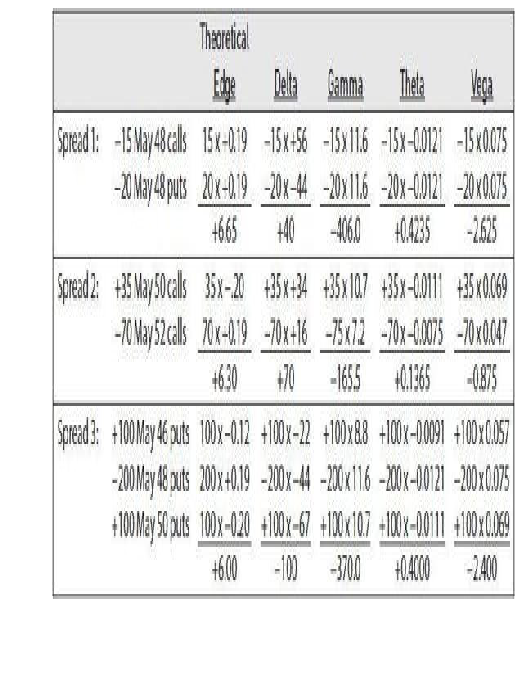 Theoretical
Edge Delta Gamma Theta Vega
Spread 1: –15 May 48 calls 15 x +0.19 –15 x +56 –15 x 11.6 –15 x –0.0121 –15 x 0.075
–20 May 48 puts 20 x +0.19 –20 x –44 –20 x 11.6 –20 x –0.0121 –20 x 0.075
+6.65 +40 –406.0 +0.4235 –2.625
Spread 2: +35 May 50 calls 35 x –.20 +35 x +34 +35 x 10.7 +35 x –0.0111 +35 x 0.069
–70 May 52 calls 70 x +0.19 –70 x +16 –75 x 7.2 –70 x –0.0075 –70 x 0.047
+6.30 +70 –165.5 +0.1365 –0.875
Spread 3: +100 May 46 puts 100 x –0.12 +100 x –22 +100 x 8.8 +100 x –0.0091 +100 x 0.057
–200 May 48 puts 200 x +0.19 –200 x –44 –200 x 11.6 –200 x –0.0121 –200 x 0.075
+100 May 50 puts 100 x –0.20 +100 x –67 +100 x 10.7 +100 x –0.0111 +100 x 0.069
+6.00 –100 –370.0 +0.4000 –2.400